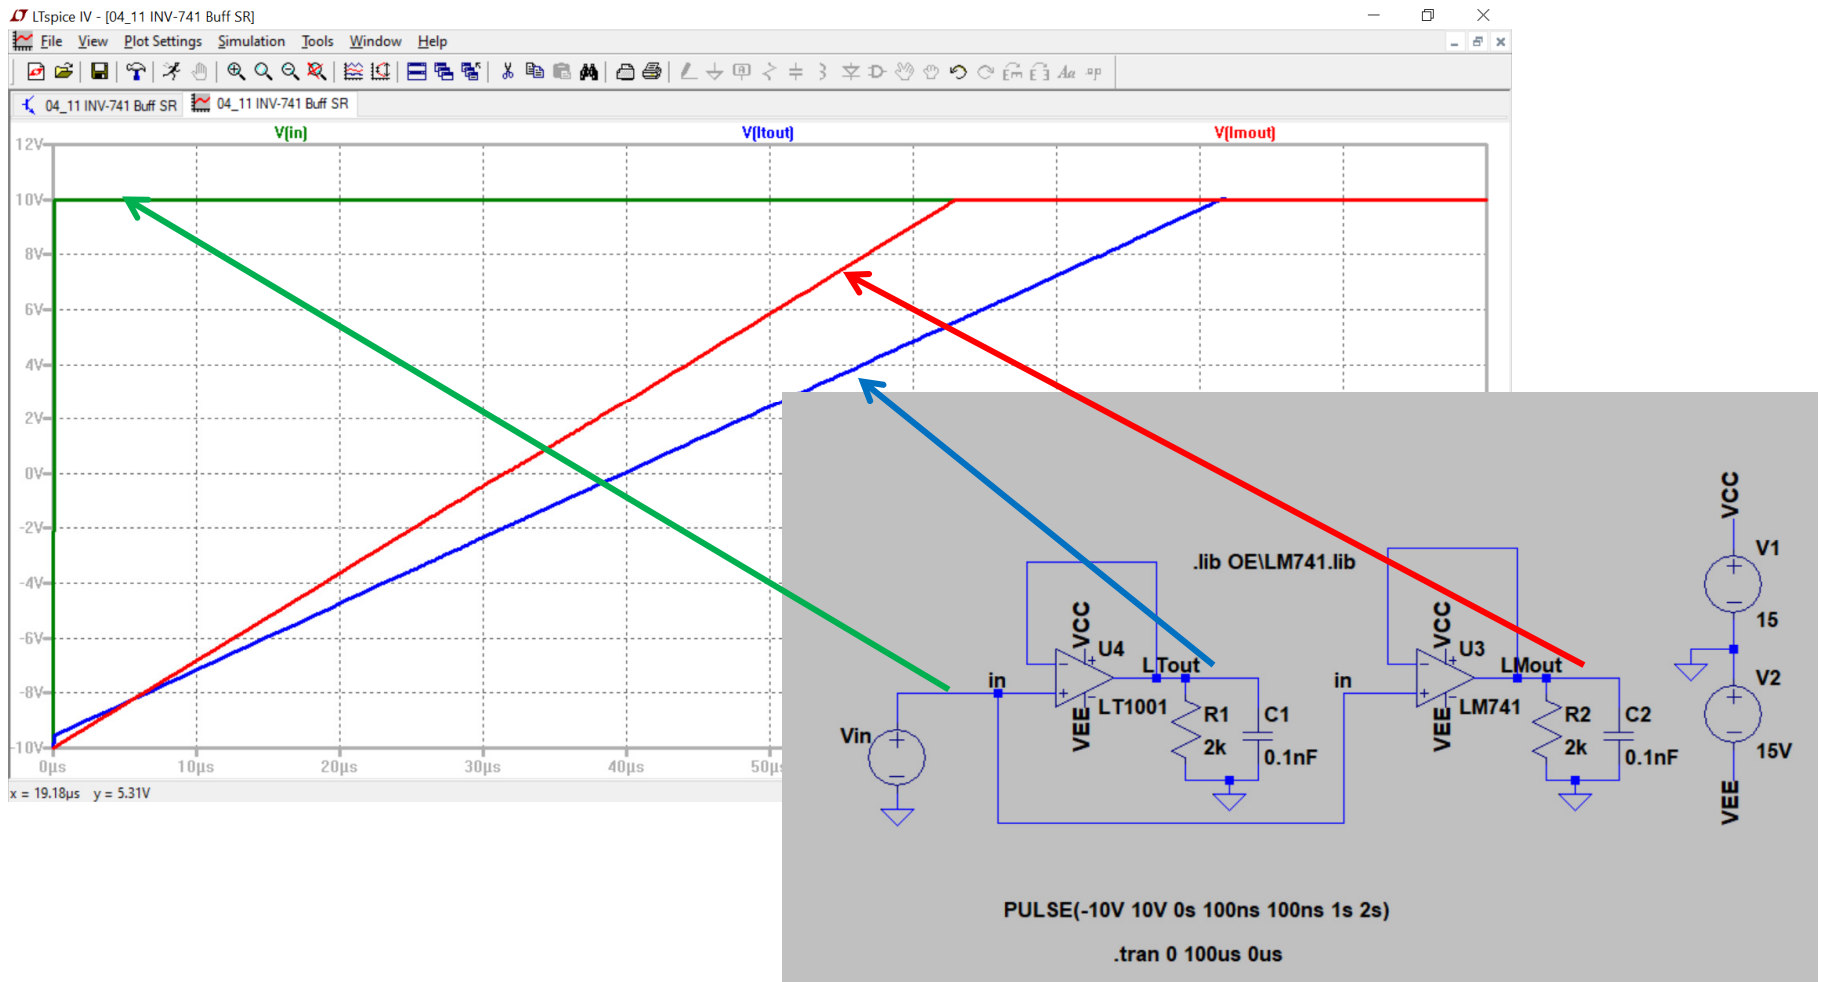 LTspice IV - [04_11 INV-741 Buff SR]
File View Plot Settings Simulation Tools Window Help
04_11 INV-741 Buff SR 04_11 INV-741 Buff SR
V(in) V(ltout) V(lmout)
12V
10V
8V
6V
4V
2V
0V
-2V
-4V
-6V
-8V
-10V
0µs 10µs 20µs 30µs 40µs 50µs
x = 19.18µs y = 5.31V
.lib OE\LM741.lib
VCC
V1
15
V2
15V
VEE
VCC
U4
LTout
in
LT1001
VEE
R1
2k
C1
0.1nF
Vin
VCC
U3
LMout
in
LM741
VEE
R2
2k
C2
0.1nF
PULSE(-10V 10V 0s 100ns 100ns 1s 2s)
.tran 0 100us 0us